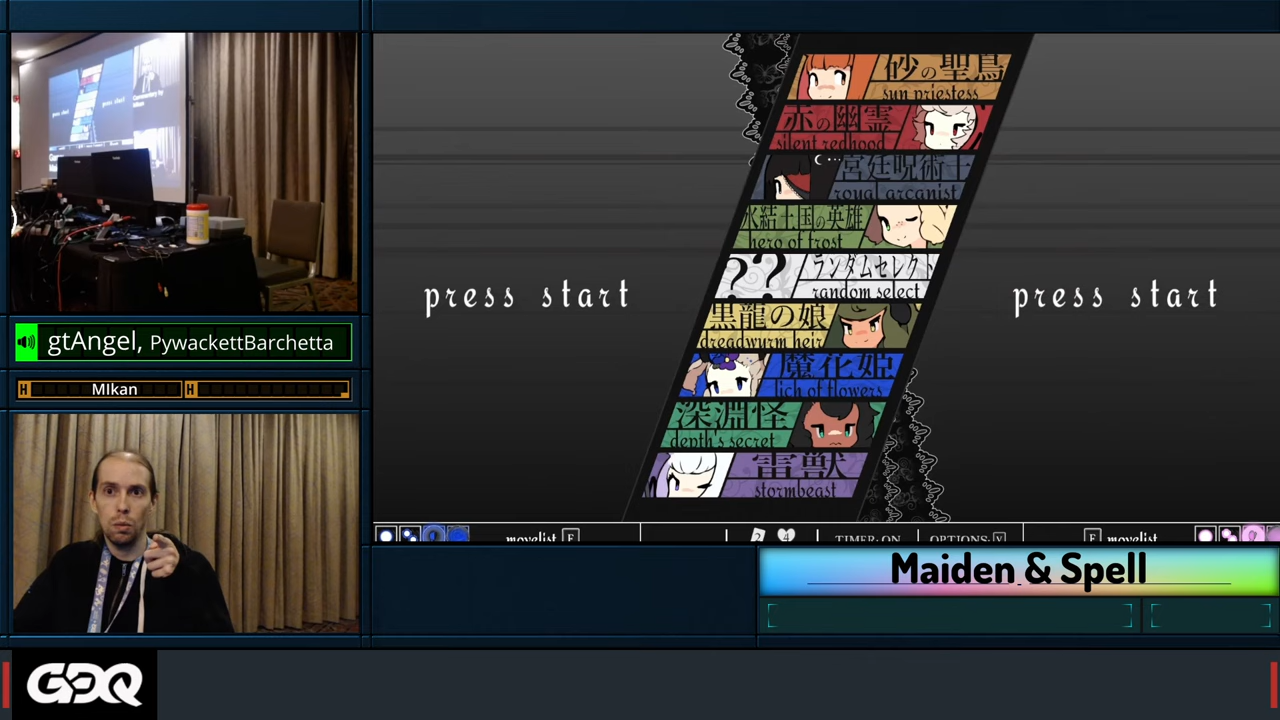 砂の聖鳥
sun priestess
赤の幽霊
silent redhood
宮廷呪術士
royal arcanist
氷結王国の英雄
hero of frost
??
ランダムセレクト
random select
press start
press start
黒龍の娘
dreadwurm heir
魔花姫
lich of flowers
深淵怪
depth's secret
雷獣
stormbeast
gtAngel, PywackettBarchetta
H MIkan H
movelist F
2 4
TIMER: ON
OPTIONS: Y
F movelist
Maiden & Spell
GDQ